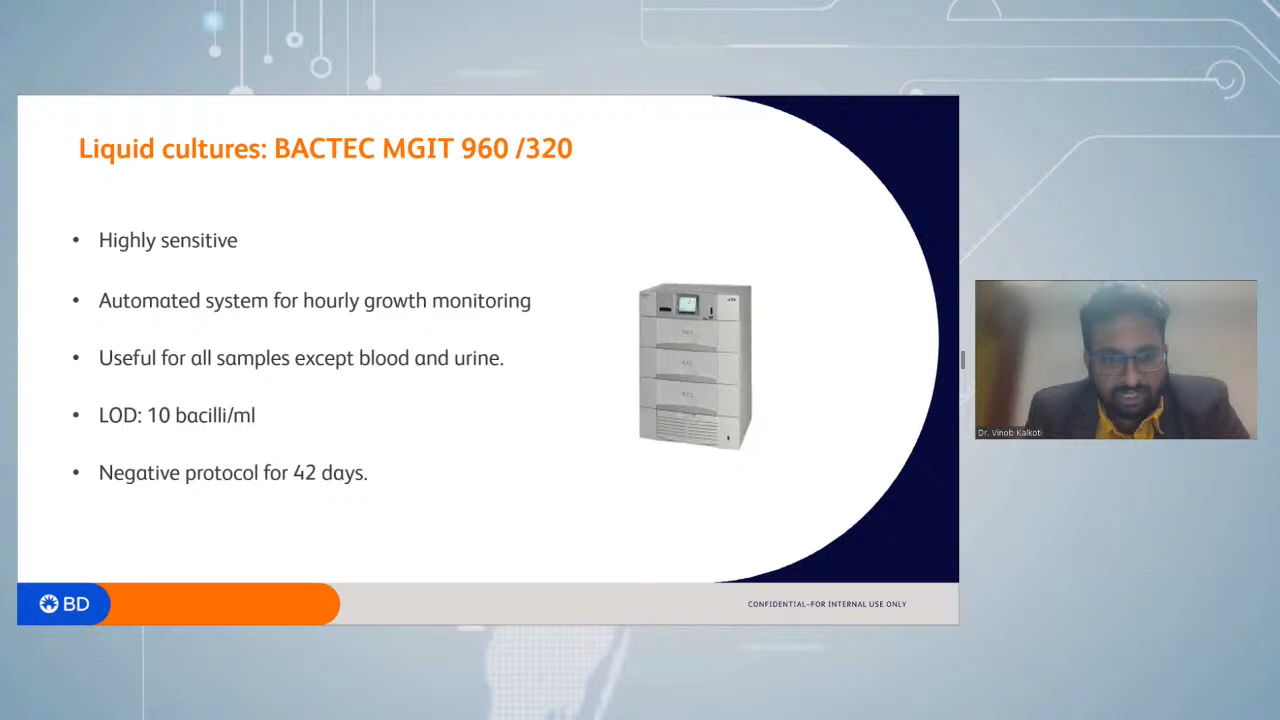 Liquid cultures: BACTEC MGIT 960 /320
• Highly sensitive
• Automated system for hourly growth monitoring
• Useful for all samples except blood and urine.
• LOD: 10 bacilli/ml
• Negative protocol for 42 days.
BD
CONFIDENTIAL–FOR INTERNAL USE ONLY
Dr. Vinob Kalkoti